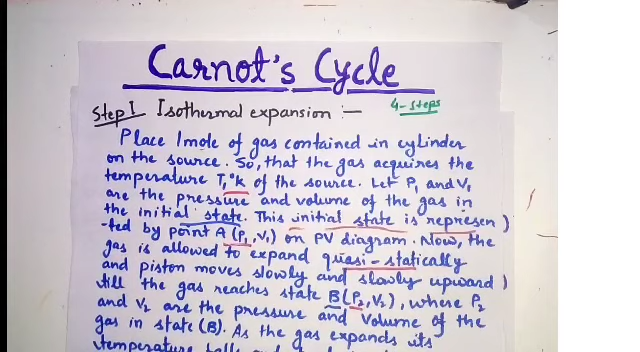 Carnot's Cycle
4-steps
Step I Isothermal expansion :—
Place 1mole of gas contained in cylinder
on the source. So, that the gas acquires the
temperature T₁°k of the source. Let P₁ and V₁
are the pressure and volume of the gas in
the initial state. This initial state is represen
-ted by point A (P₁,V₁) on PV diagram. Now, the
gas is allowed to expand quasi-statically
and piston moves slowly and slowly upward
till the gas reaches state B(P₂,V₂), where P₂
and V₂ are the pressure and Volume of the
gas in state (B). As the gas expands its
temperature falls